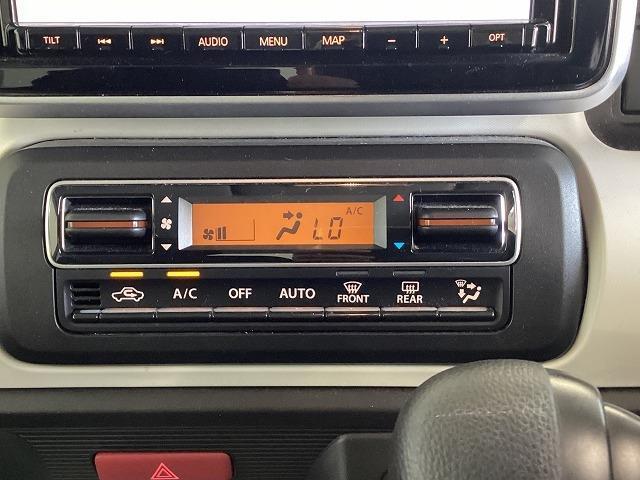 TILT AUDIO MENU MAP − + OPT
A/C
LO
A/C OFF AUTO FRONT REAR